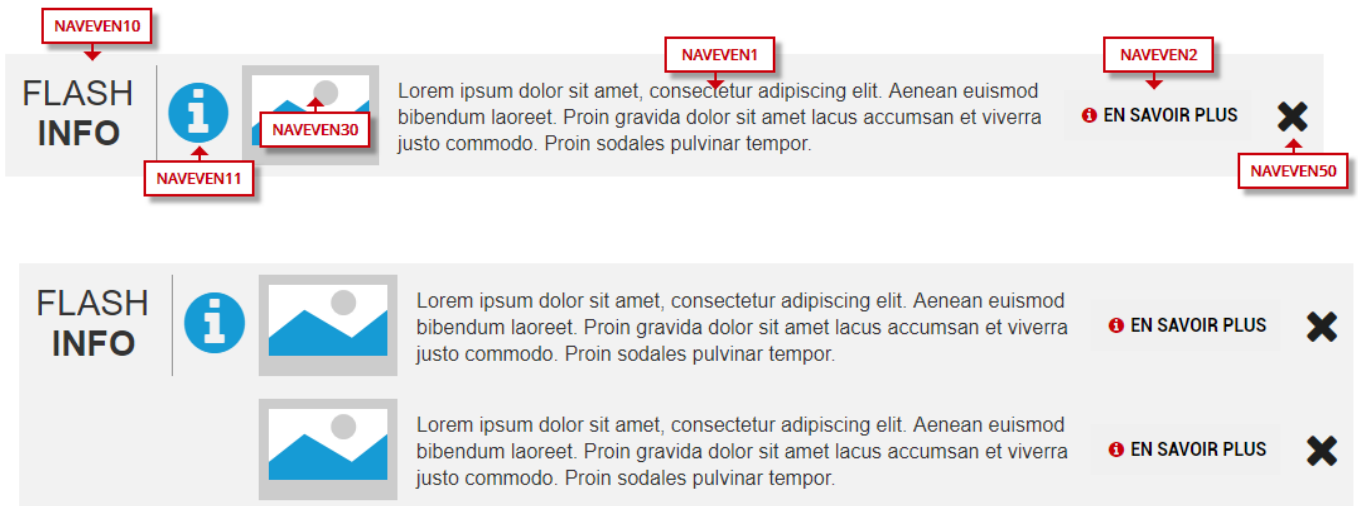 NAVEVEN10
NAVEVEN1
NAVEVEN2
FLASH
INFO
NAVEVEN30
Lorem ipsum dolor sit amet, consectetur adipiscing elit. Aenean euismod
bibendum laoreet. Proin gravida dolor sit amet lacus accumsan et viverra
justo commodo. Proin sodales pulvinar tempor.
EN SAVOIR PLUS
NAVEVEN11
NAVEVEN50
FLASH
INFO
Lorem ipsum dolor sit amet, consectetur adipiscing elit. Aenean euismod
bibendum laoreet. Proin gravida dolor sit amet lacus accumsan et viverra
justo commodo. Proin sodales pulvinar tempor.
EN SAVOIR PLUS
Lorem ipsum dolor sit amet, consectetur adipiscing elit. Aenean euismod
bibendum laoreet. Proin gravida dolor sit amet lacus accumsan et viverra
justo commodo. Proin sodales pulvinar tempor.
EN SAVOIR PLUS